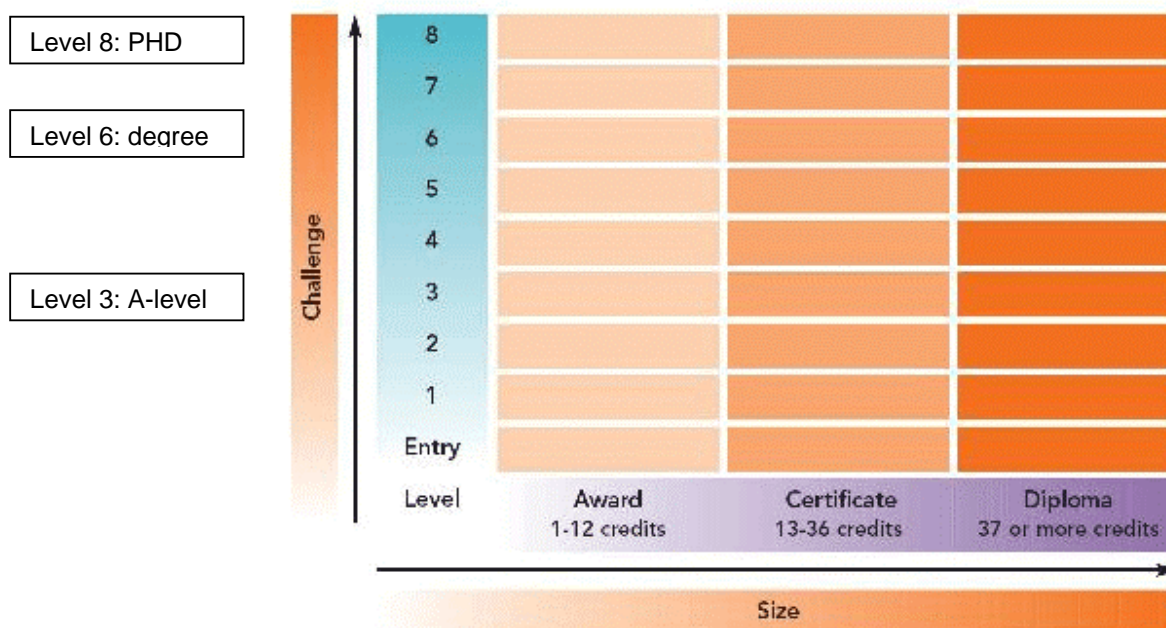 Level 8: PHD
Level 6: degree
Level 3: A-level
Challenge
8
7
6
5
4
3
2
1
Entry
Level
Award
1-12 credits
Certificate
13-36 credits
Diploma
37 or more credits
Size